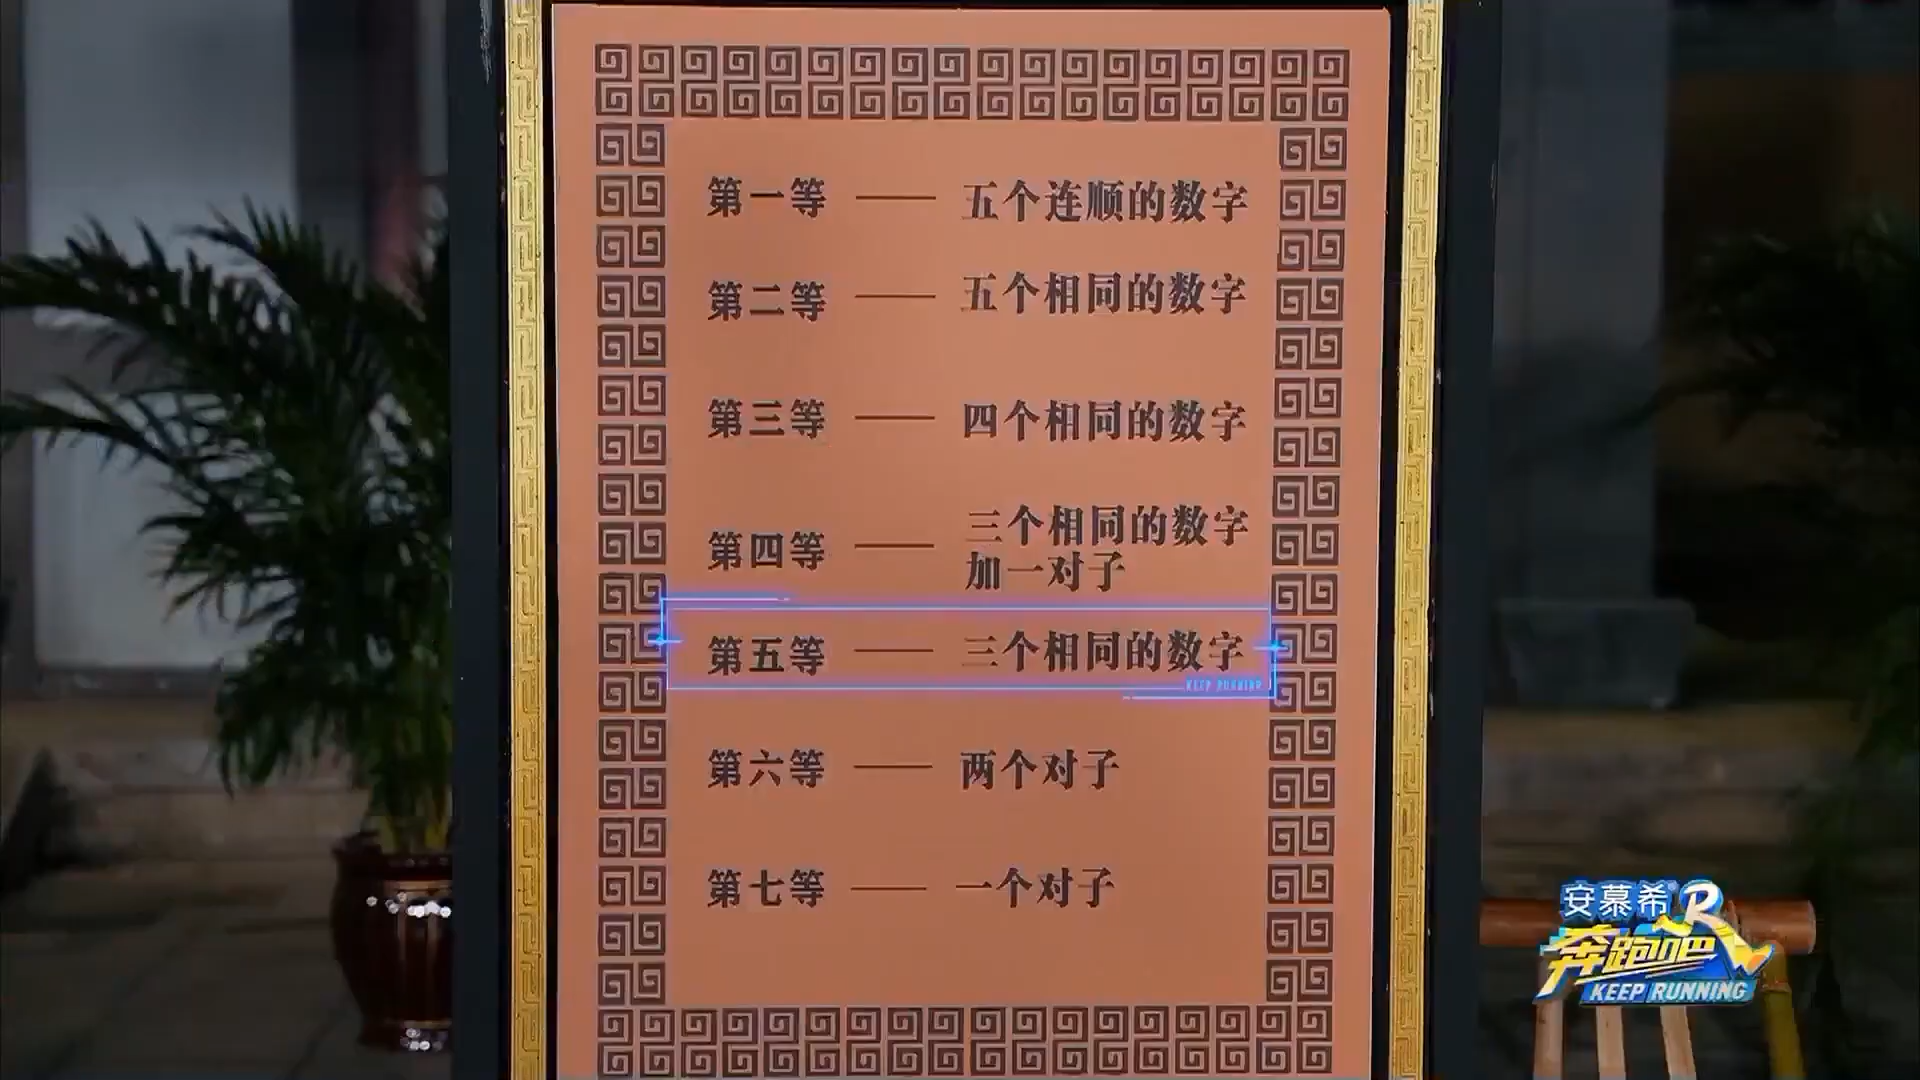 第一等 —— 五个连顺的数字
第二等 —— 五个相同的数字
第三等 —— 四个相同的数字
第四等 —— 三个相同的数字
加一对子
第五等 —— 三个相同的数字
KEEP RUNNING
第六等 —— 两个对子
第七等 —— 一个对子
安慕希 R
奔跑吧
KEEP RUNNING